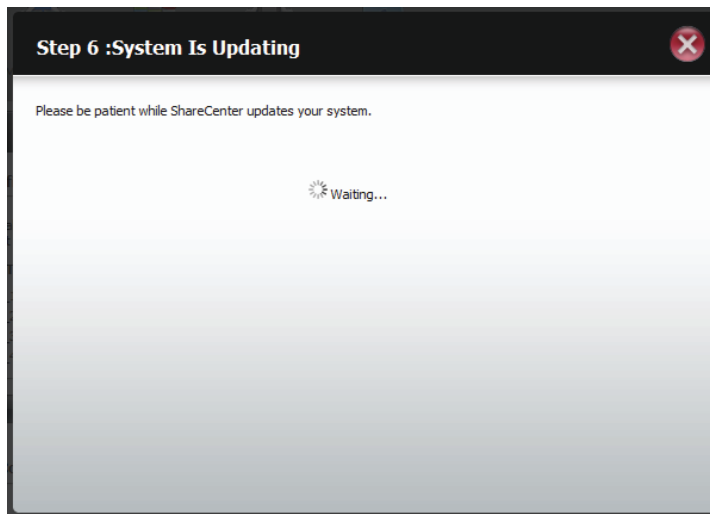 Step 6 :System Is Updating
Please be patient while ShareCenter updates your system.
Waiting...